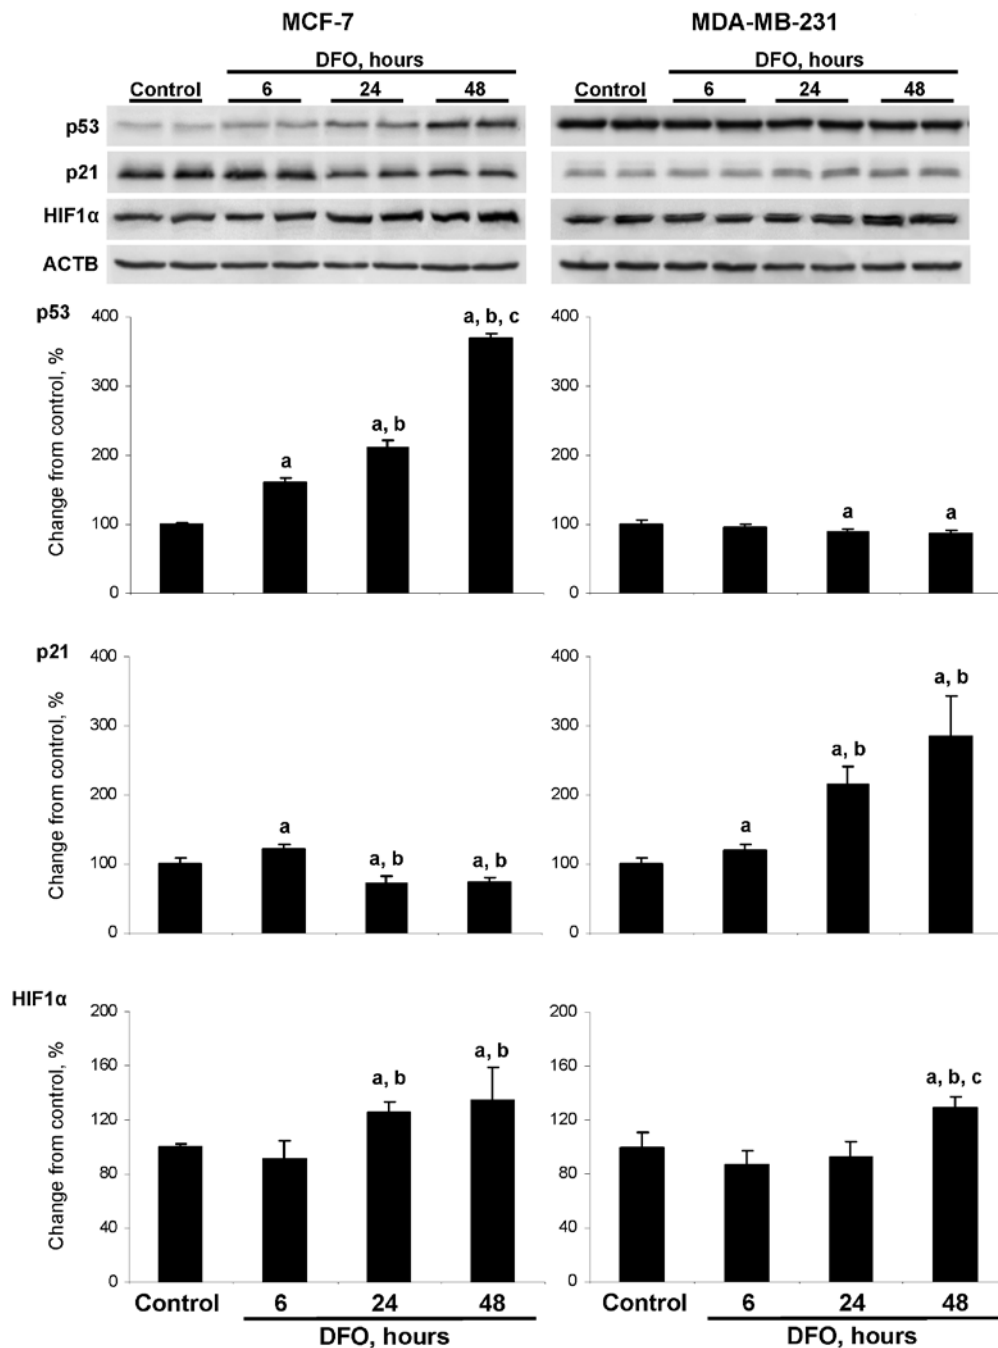 MCF-7 MDA-MB-231
DFO, hours DFO, hours
Control 6 24 48 Control 6 24 48
p53
p21
HIF1α
ACTB
p53
Change from control, %
400
300
200
100
0
a
a, b
a, b, c
400
300
200
100
0
a
a
p21
Change from control, %
400
300
200
100
0
a
a, b
a, b
400
300
200
100
0
a
a, b
a, b
HIF1α
Change from control, %
200
160
120
80
40
0
a, b
a, b
200
160
120
80
40
0
a, b, c
Control 6 24 48 Control 6 24 48
DFO, hours DFO, hours